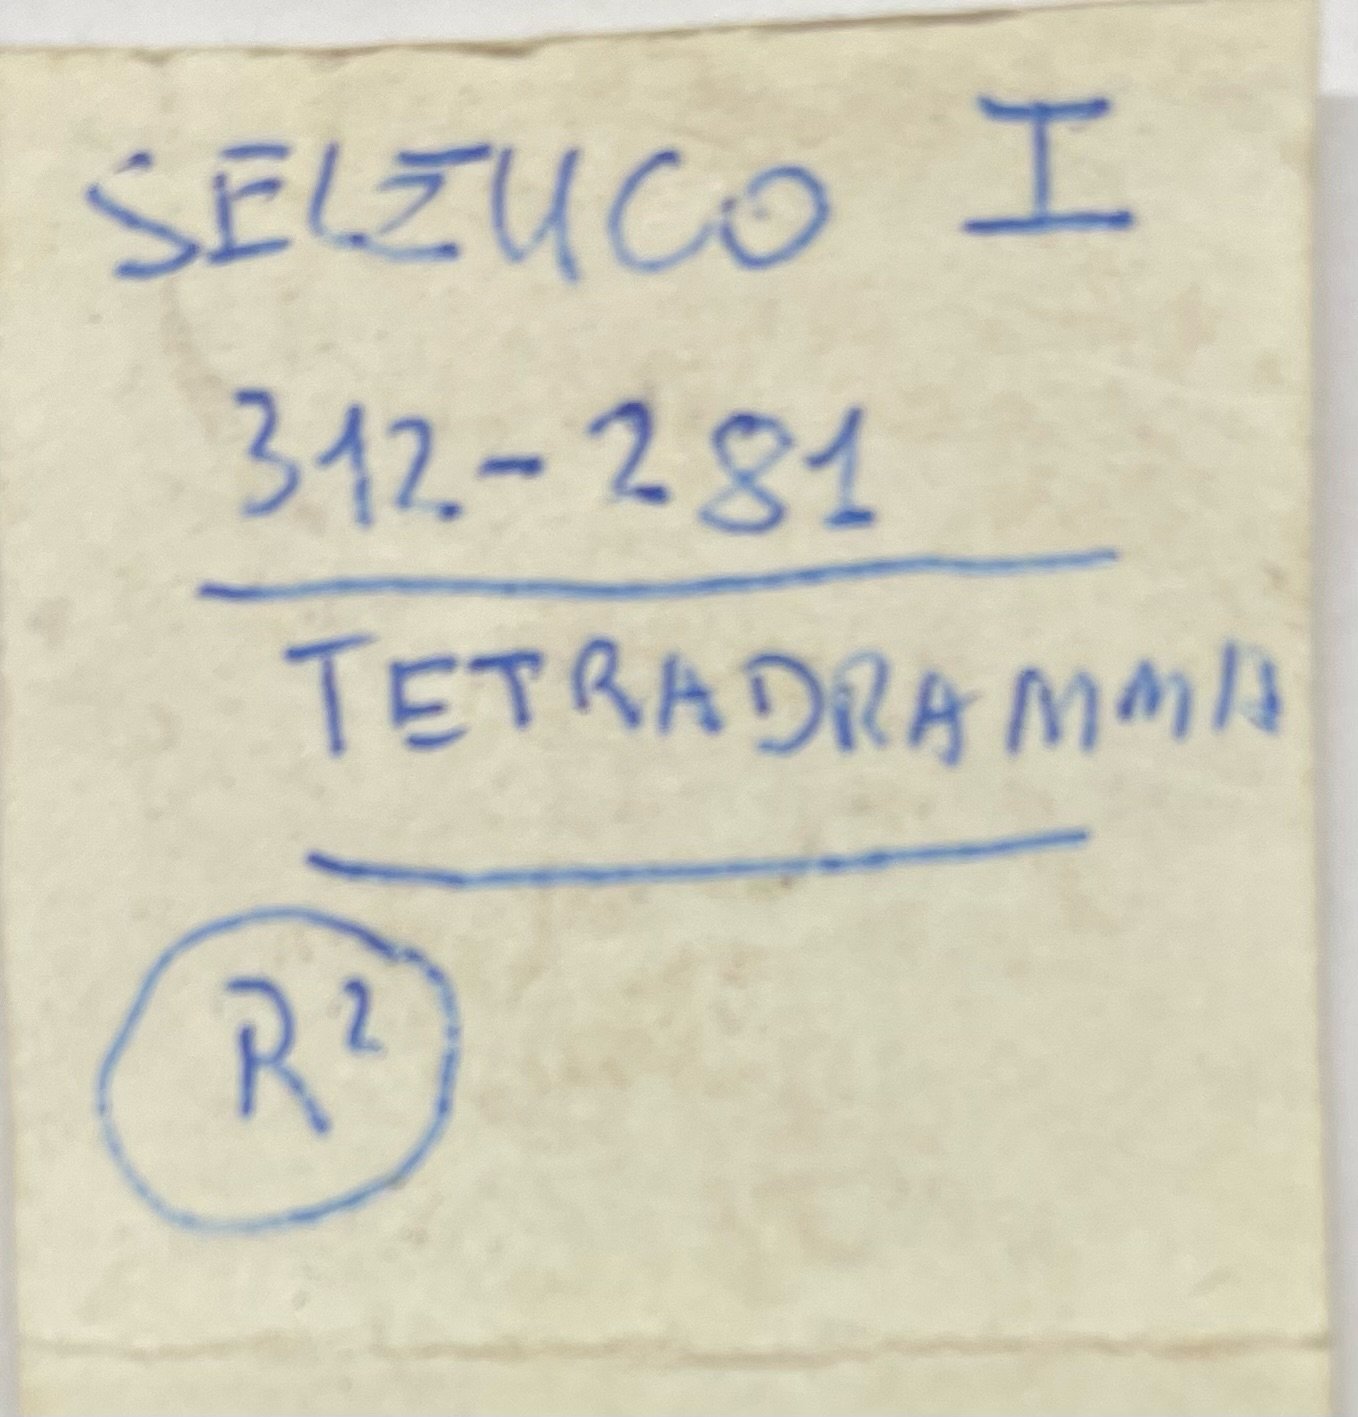 SELEUCO I
312-281
TETRADRAMMA
R²